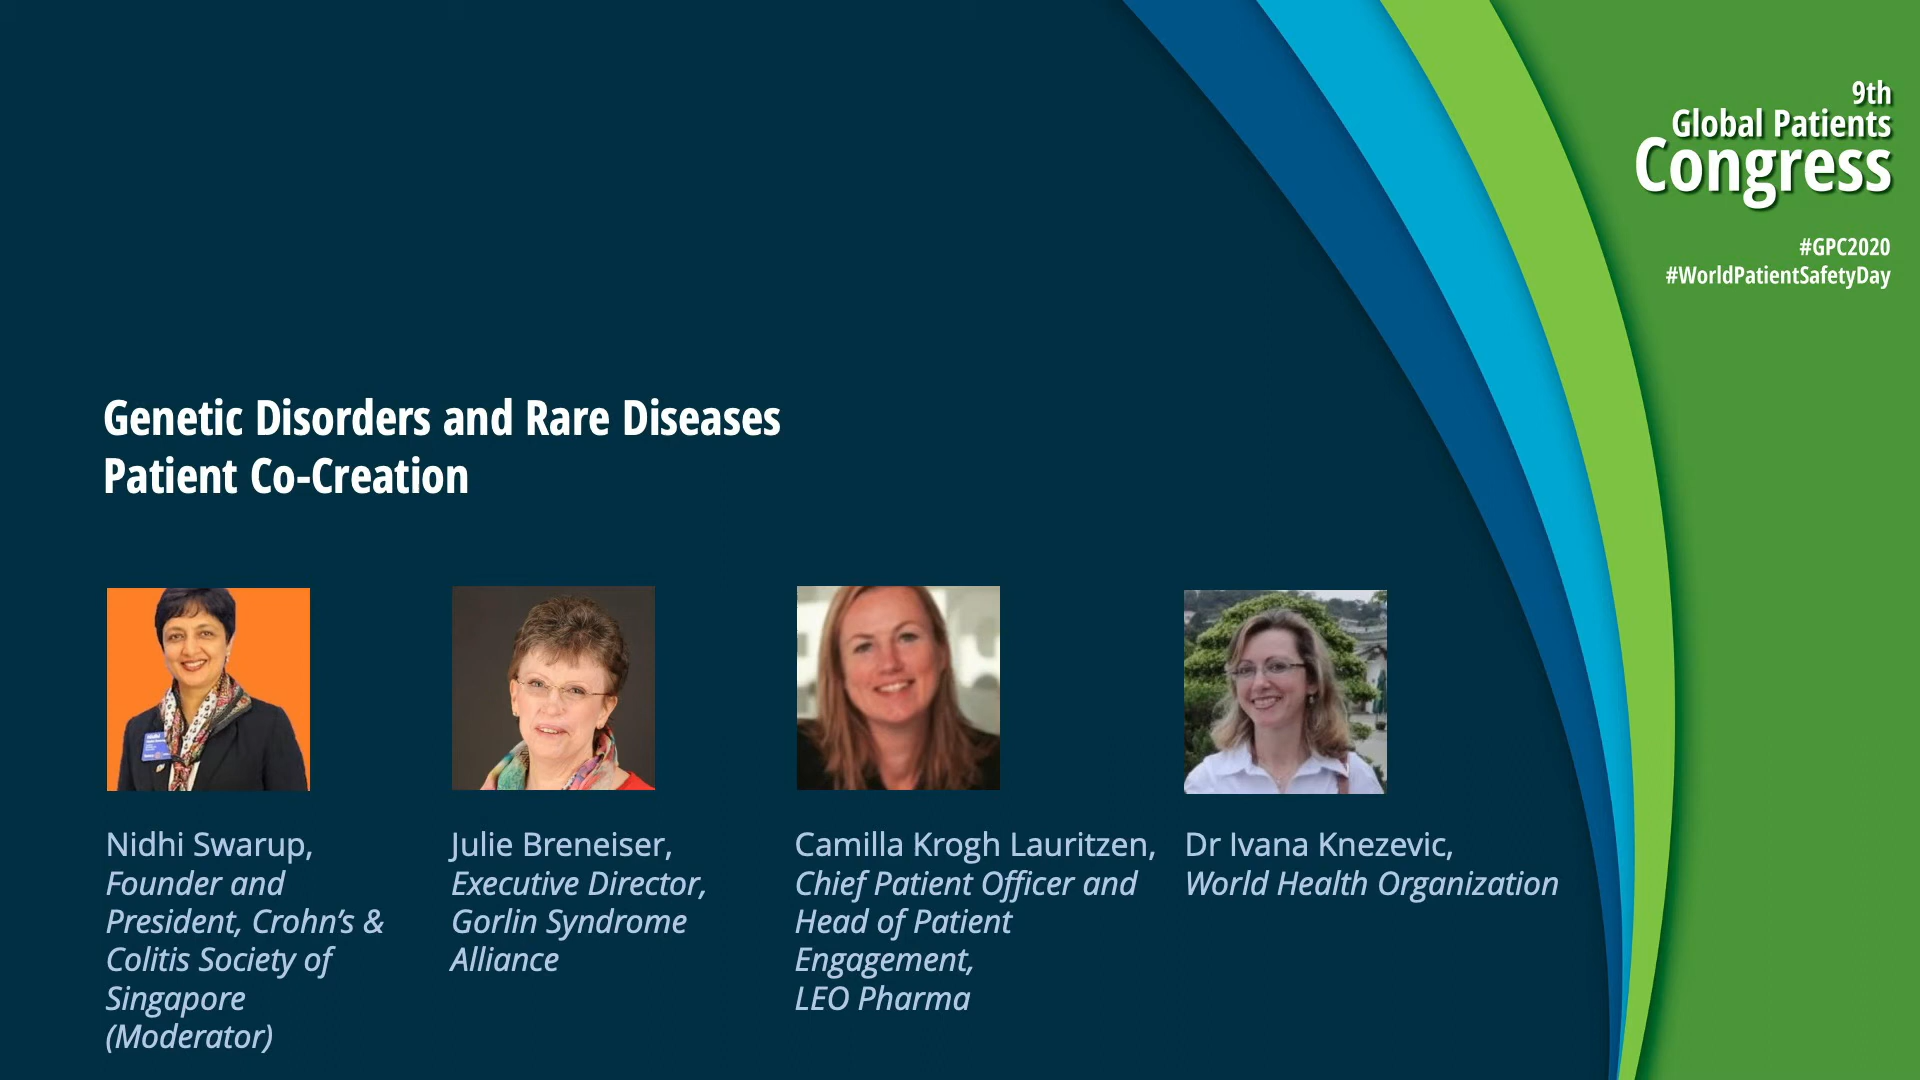 9th
Global Patients
Congress
#GPC2020
#WorldPatientSafetyDay
Genetic Disorders and Rare Diseases
Patient Co-Creation
Nidhi Swarup,
Founder and
President, Crohn’s &
Colitis Society of
Singapore
(Moderator)
Julie Breneiser,
Executive Director,
Gorlin Syndrome
Alliance
Camilla Krogh Lauritzen,
Chief Patient Officer and
Head of Patient
Engagement,
LEO Pharma
Dr Ivana Knezevic,
World Health Organization